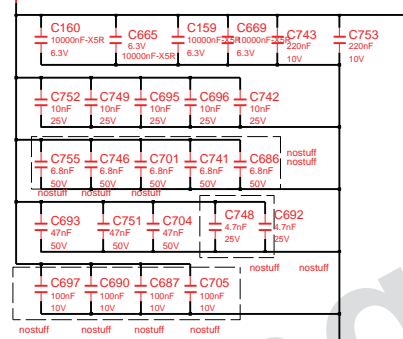 C160 C665 C159 C669 C743 C753
10000nF-X5R 6.3V 10000nF-X5R 10000nF-X5R 220nF 220nF
6.3V 10000nF-X5R 6.3V 6.3V 10V 10V
C752 C749 C695 C696 C742
10nF 10nF 10nF 10nF 10nF
25V 25V 25V 25V 25V
C755 C746 C701 C741 C686 nostuff
6.8nF 6.8nF 6.8nF 6.8nF 6.8nF nostuff
50V 50V 50V 50V 50V
nostuff nostuff nostuff
C693 C751 C704 C748 C692
47nF 47nF 47nF 4.7nF 4.7nF
50V 50V 50V 25V 25V
nostuff nostuff
C697 C690 C687 C705
100nF 100nF 100nF 100nF
10V 10V 10V 10V
nostuff nostuff nostuff nostuff